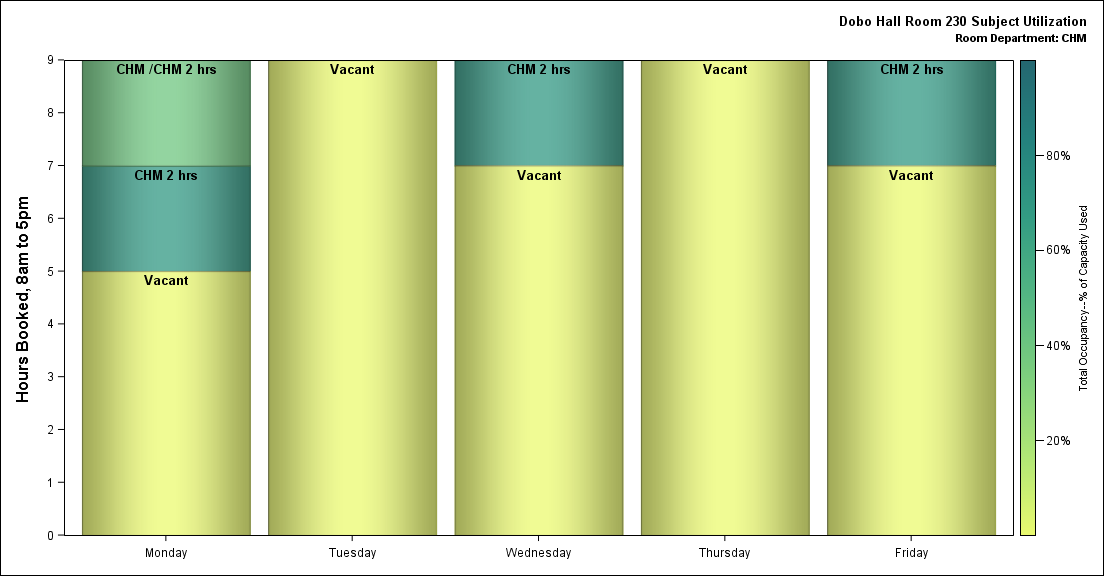 Dobo Hall Room 230 Subject Utilization
Room Department: CHM
Hours Booked, 8am to 5pm
9
8
7
6
5
4
3
2
1
0
CHM /CHM 2 hrs
CHM 2 hrs
Vacant
Vacant
CHM 2 hrs
Vacant
Vacant
CHM 2 hrs
Vacant
Monday
Tuesday
Wednesday
Thursday
Friday
80%
60%
40%
20%
Total Occupancy--% of Capacity Used